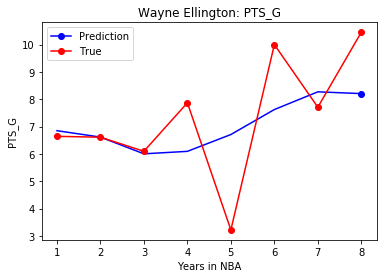 Wayne Ellington: PTS_G
Prediction
True
10
9
8
7
6
5
4
3
PTS_G
1 2 3 4 5 6 7 8
Years in NBA